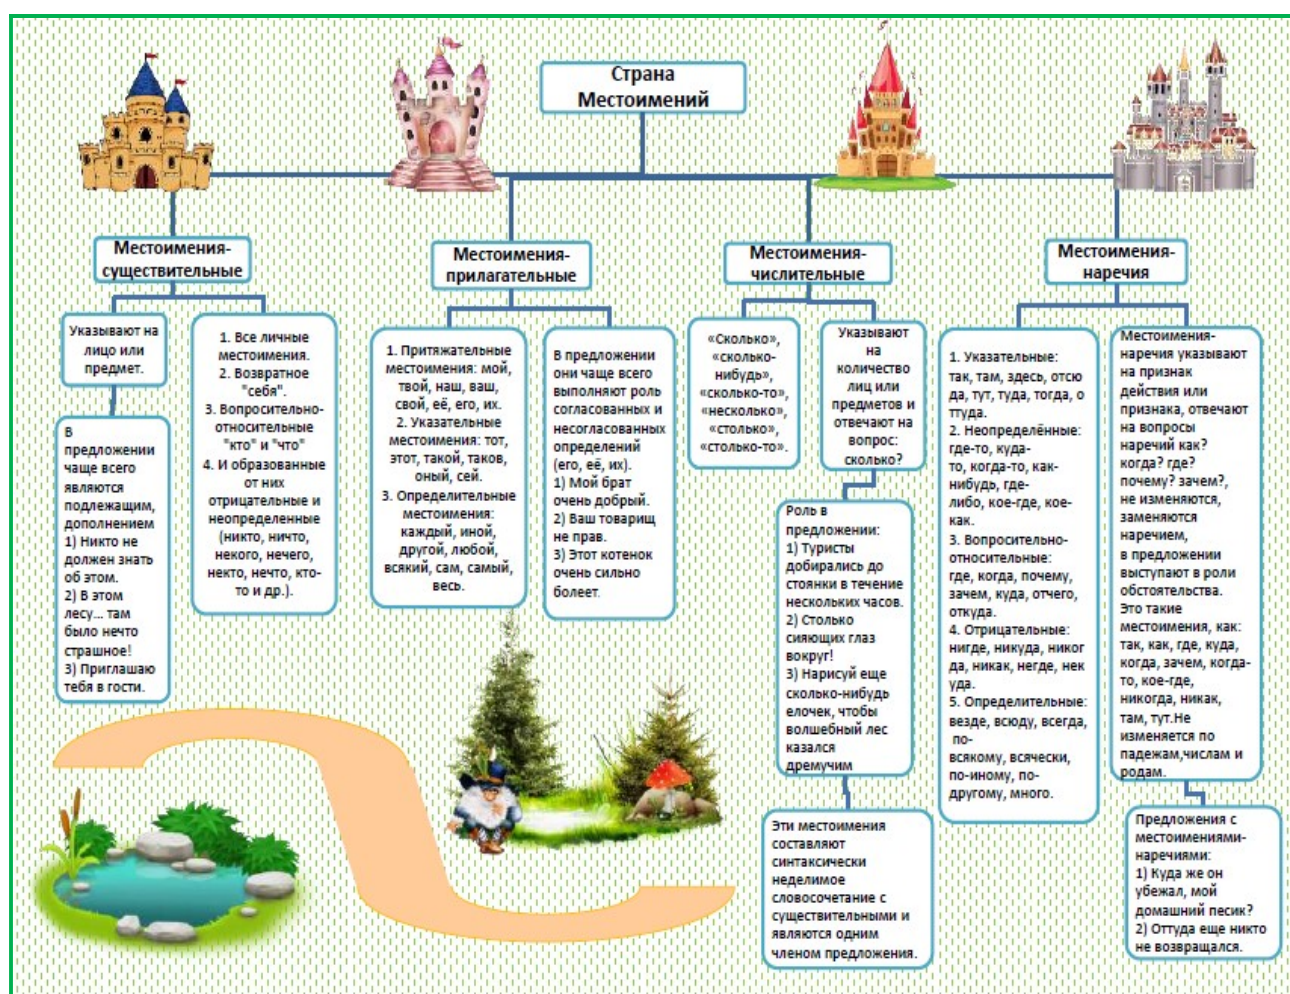 Страна
Местоимений
Местоимения-
существительные
Указывают на
лицо или
предмет.
В
предложении
чаще всего
являются
подлежащим,
дополнением
1) Никто не
должен знать
об этом.
2) В этом
лесу... там
было нечто
страшное!
3) Приглашаю
тебя в гости.
1. Все личные
местоимения.
2. Возвратное
"себя".
3. Вопросительно-
относительные
"кто" и "что"
4. И образованные
от них
отрицательные и
неопределенные
(никто, ничто,
некого, нечего,
некто, нечто, кто-
то и др.).
Местоимения-
прилагательные
1. Притяжательные
местоимения: мой,
твой, наш, ваш,
свой, её, его, их.
2. Указательные
местоимения: тот,
этот, такой, таков,
оный, сей.
3. Определительные
местоимения:
каждый, иной,
другой, любой,
всякий, сам, самый,
весь.
В предложении
они чаще всего
выполняют роль
согласованных и
несогласованных
определений
(его, её, их).
1) Мой брат
очень добрый.
2) Ваш товарищ
не прав.
3) Этот котенок
очень сильно
болеет.
Местоимения-
числительные
«Сколько»,
«сколько-
нибудь»,
«сколько-то»,
«несколько»,
«столько»,
«столько-то».
Указывают
на
количество
лиц или
предметов и
отвечают на
вопрос:
сколько?
Роль в
предложении:
1) Туристы
добирались до
стоянки в течение
нескольких часов.
2) Столько
сияющих глаз
вокруг!
3) Нарисуй еще
сколько-нибудь
елочек, чтобы
волшебный лес
казался
дремучим
Эти местоимения
составляют
синтаксически
неделимое
словосочетание с
существительными и
являются одним
членом предложения.
Местоимения-
наречия
1. Указательные:
так, там, здесь, отсю
да, тут, туда, тогда, о
ттуда.
2. Неопределённые:
где-то, куда-
то, когда-то, как-
нибудь, где-
либо, кое-где, кое-
как.
3. Вопросительно-
относительные:
где, когда, почему,
зачем, куда, отчего,
откуда.
4. Отрицательные:
нигде, никуда, никог
да, никак, негде, нек
уда.
5. Определительные:
везде, всюду, всегда,
по-
всякому, всячески,
по-иному, по-
другому, много.
Местоимения-
наречия указывают
на признак
действия или
признака, отвечают
на вопросы
наречий как?
когда? где?
почему? зачем?,
не изменяются,
заменяются
наречием,
в предложении
выступают в роли
обстоятельства.
Это такие
местоимения, как:
так, как, где, куда,
когда, зачем, когда-
то, кое-где,
никогда, никак,
там, тут.Не
изменяется по
падежам,числам и
родам.
Предложения с
местоимениями-
наречиями:
1) Куда же он
убежал, мой
домашний песик?
2) Оттуда еще никто
не возвращался.